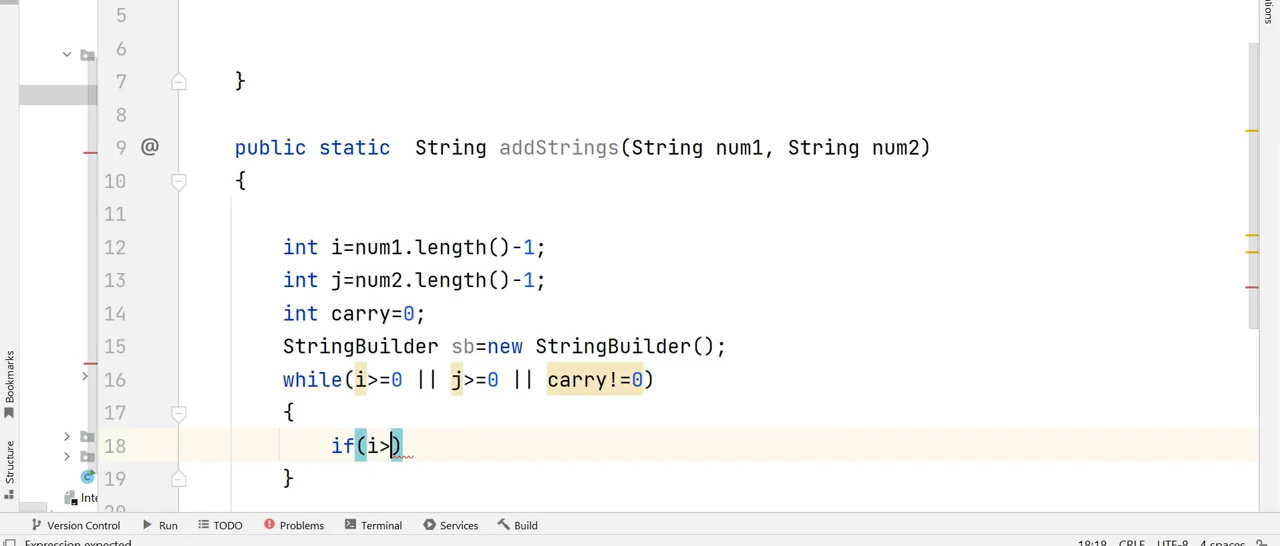 5
6
7 }
8
9 @ public static  String addStrings(String num1, String num2)
10 {
11
12 int i=num1.length()-1;
13 int j=num2.length()-1;
14 int carry=0;
15 StringBuilder sb=new StringBuilder();
16 while(i>=0 || j>=0 || carry!=0)
17 {
18 if(i>)
19 }
Bookmarks
Structure
Inte
Version Control Run TODO Problems Terminal Services Build
Expression expected 18:18 CRLF UTF-8 4 spaces